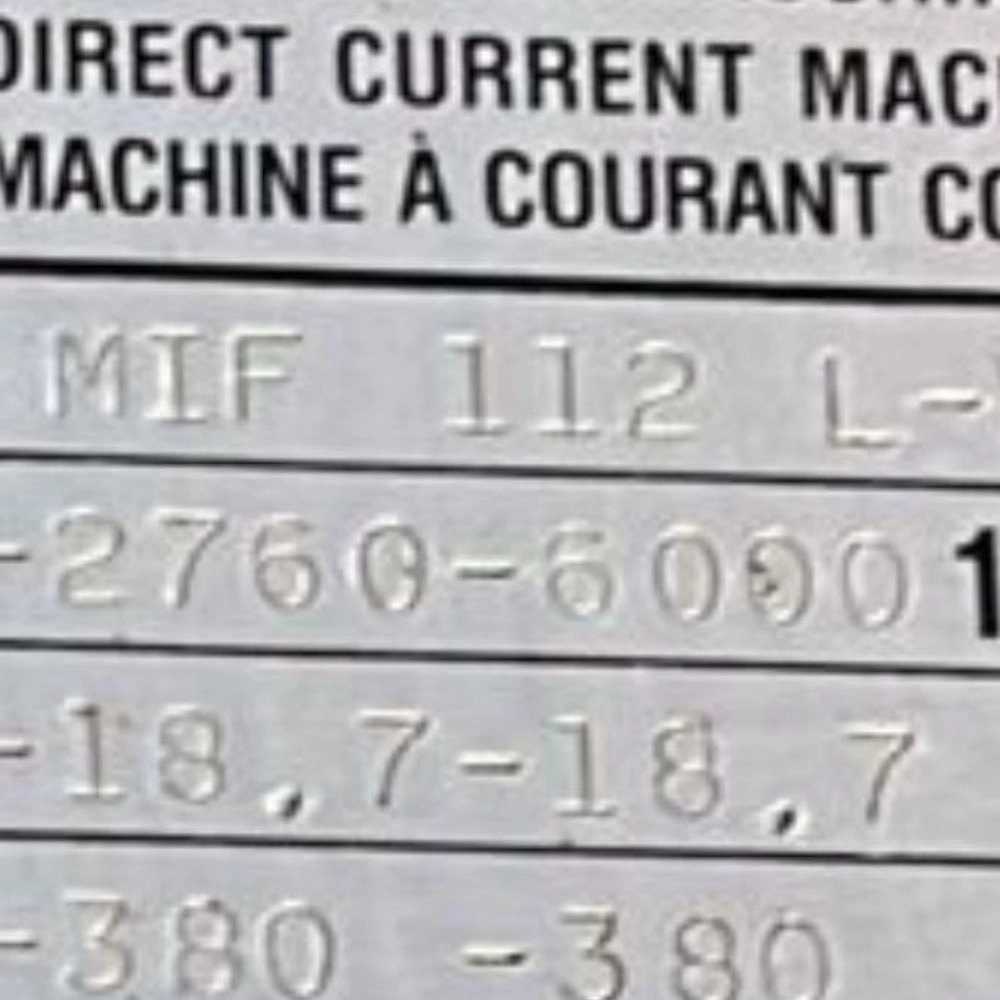 DIRECT CURRENT MAC
MACHINE À COURANT CO
MIF 112 L-
-2760-6000 1
-18,7-18,7
-380 -380